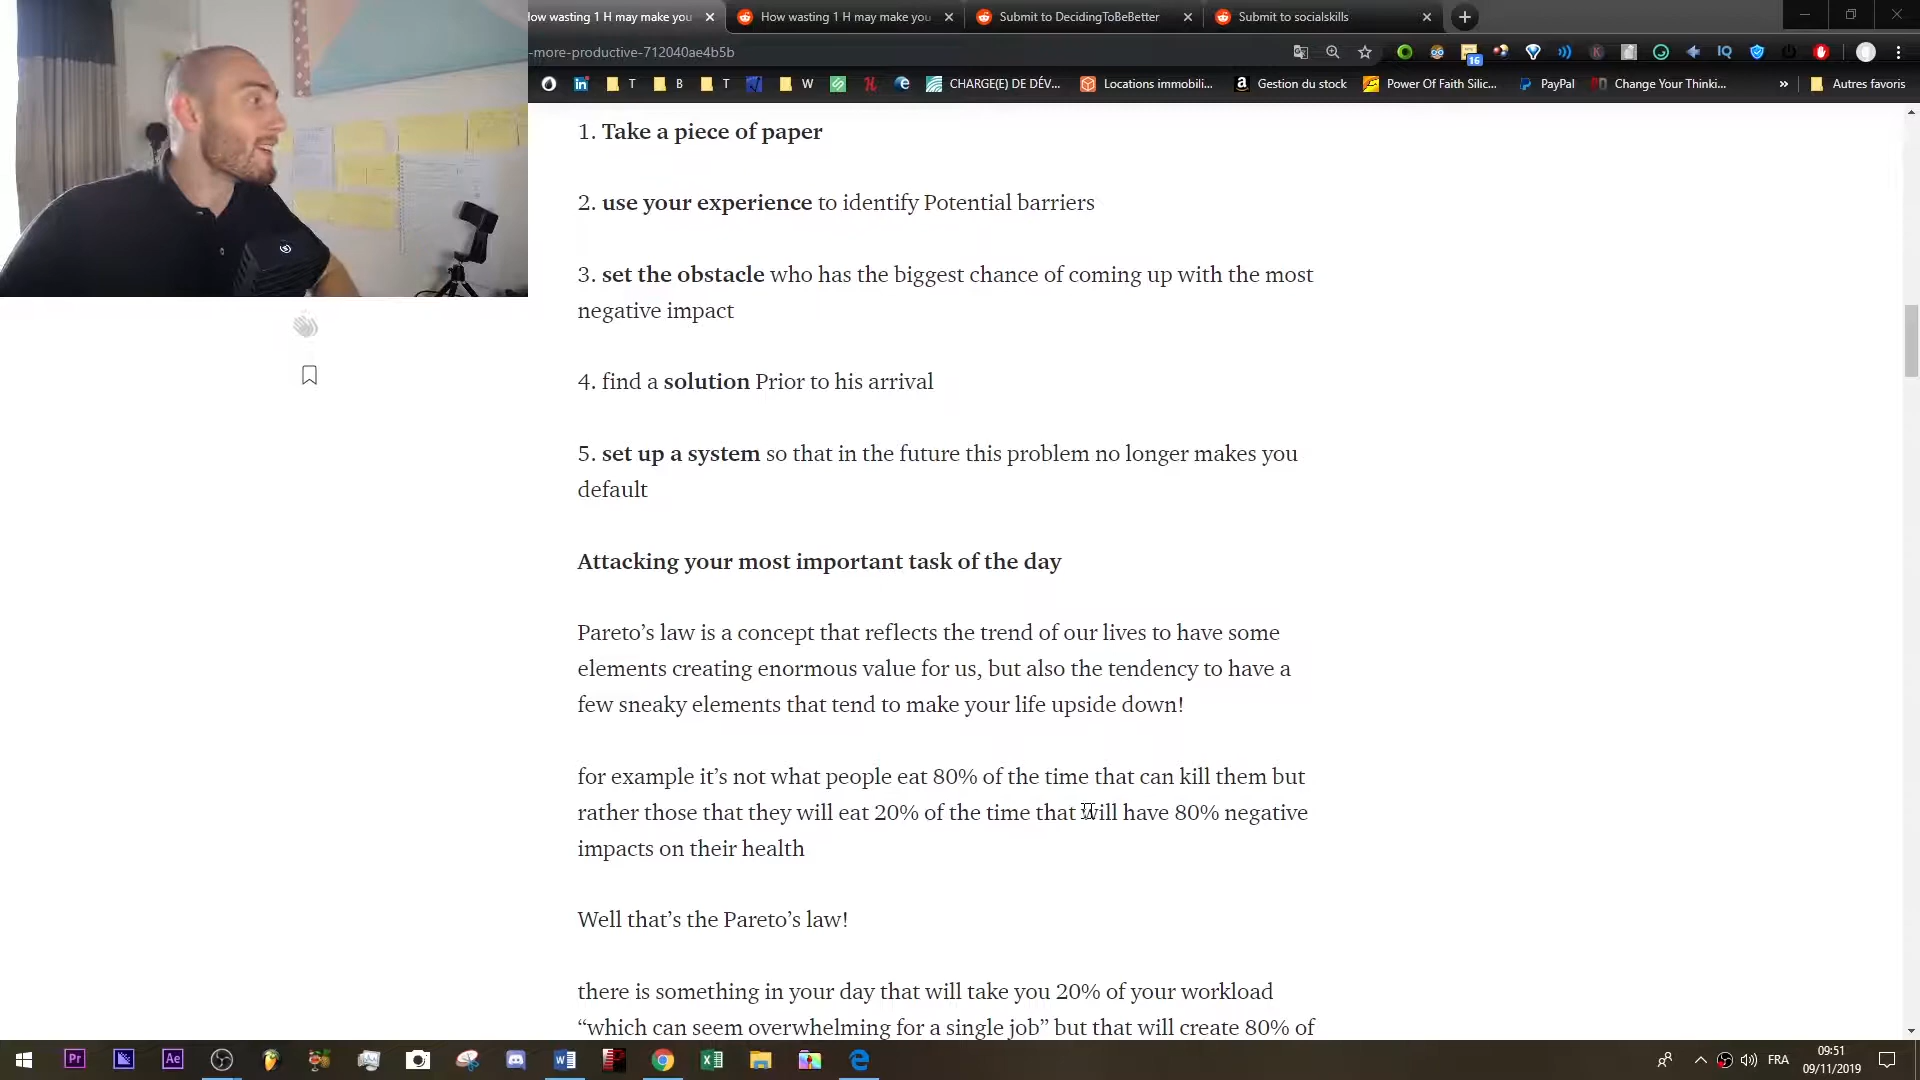 How wasting 1 H may make you
How wasting 1 H may make you
Submit to DecidingToBeBetter
Submit to socialskills
-more-productive-712040ae4b5b
16
IQ
T
B
T
W
CHARGE(E) DE DÉV...
Locations immobili...
Gestion du stock
Power Of Faith Silic...
PayPal
Change Your Thinki...
»
Autres favoris
1. Take a piece of paper
2. use your experience to identify Potential barriers
3. set the obstacle who has the biggest chance of coming up with the most
negative impact
4. find a solution Prior to his arrival
5. set up a system so that in the future this problem no longer makes you
default
Attacking your most important task of the day
Pareto’s law is a concept that reflects the trend of our lives to have some
elements creating enormous value for us, but also the tendency to have a
few sneaky elements that tend to make your life upside down!
for example it’s not what people eat 80% of the time that can kill them but
rather those that they will eat 20% of the time that will have 80% negative
impacts on their health
Well that’s the Pareto’s law!
there is something in your day that will take you 20% of your workload
“which can seem overwhelming for a single job” but that will create 80% of
Pr
Ae
FRA
09:51
09/11/2019